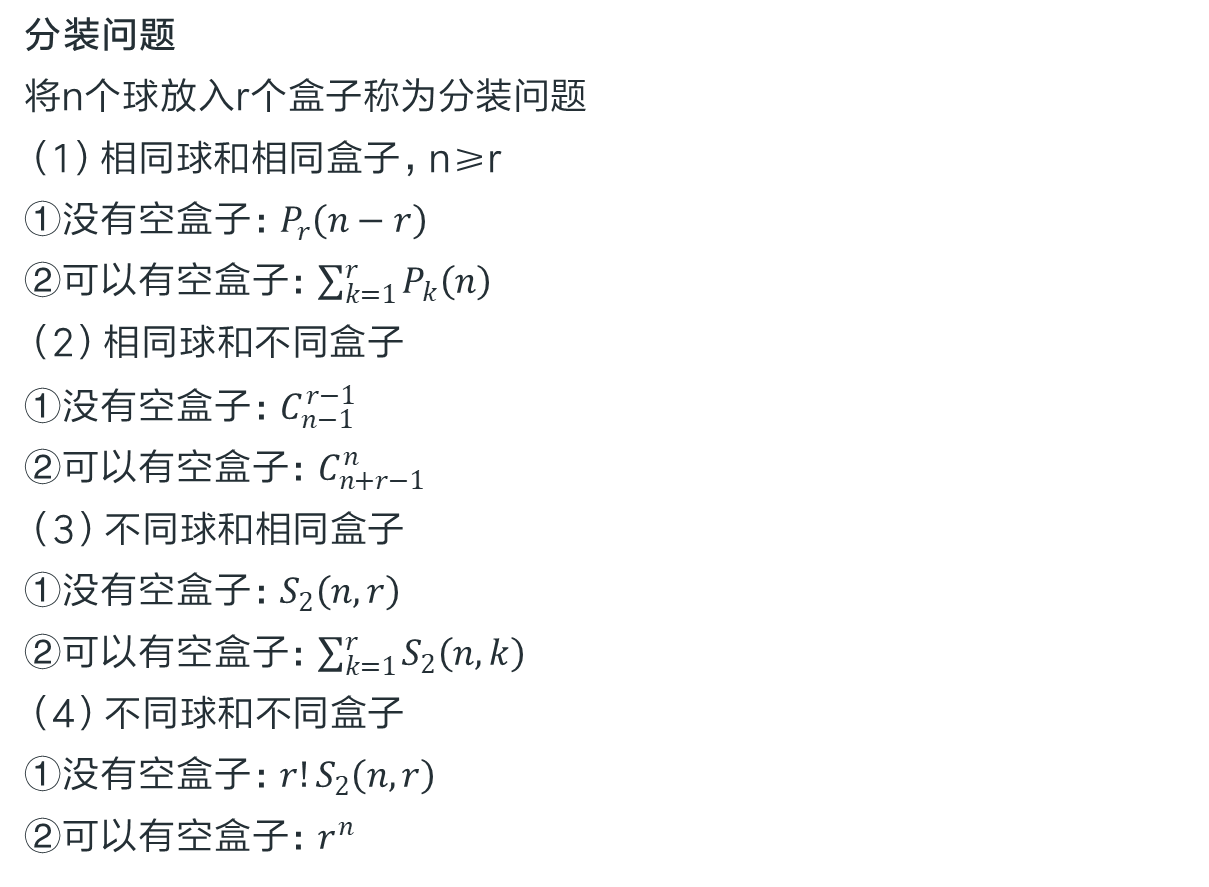 分装问题
将n个球放入r个盒子称为分装问题
（1）相同球和相同盒子，n⩾r
①没有空盒子：$P_r(n-r)$
②可以有空盒子：$\sum_{k=1}^{r} P_k(n)$
（2）相同球和不同盒子
①没有空盒子：$C_{n-1}^{r-1}$
②可以有空盒子：$C_{n+r-1}^{n}$
（3）不同球和相同盒子
①没有空盒子：$S_2(n,r)$
②可以有空盒子：$\sum_{k=1}^{r} S_2(n,k)$
（4）不同球和不同盒子
①没有空盒子：$r!S_2(n,r)$
②可以有空盒子：$r^n$